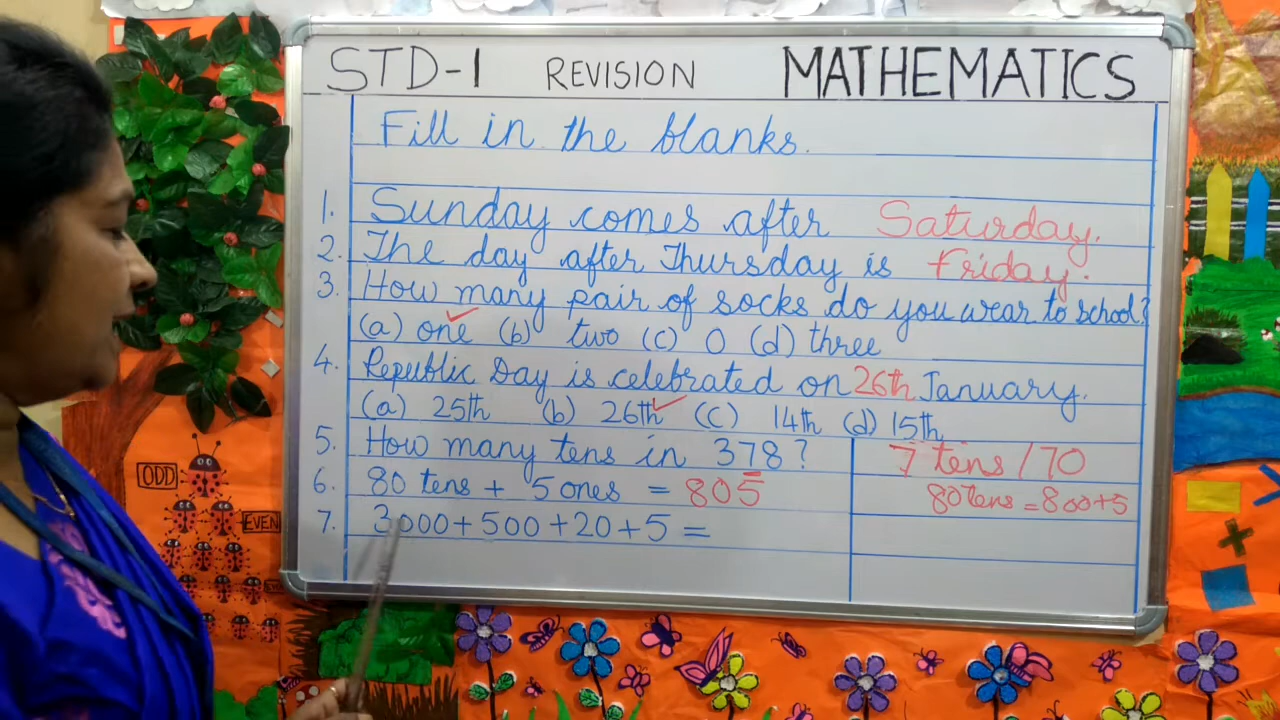 STD-1 REVISION MATHEMATICS
Fill in the blanks.
1. Sunday comes after Saturday.
2. The day after Thursday is Friday.
3. How many pair of socks do you wear to school?
(a) one (b) two (c) 0 (d) three
4. Republic Day is celebrated on 26th January.
(a) 25th (b) 26th (c) 14th (d) 15th
5. How many tens in 378? 7 tens/70
6. 80 tens + 5 ones = 805 80 tens = 800+5
7. 3000+500+20+5 =
ODD
EVEN